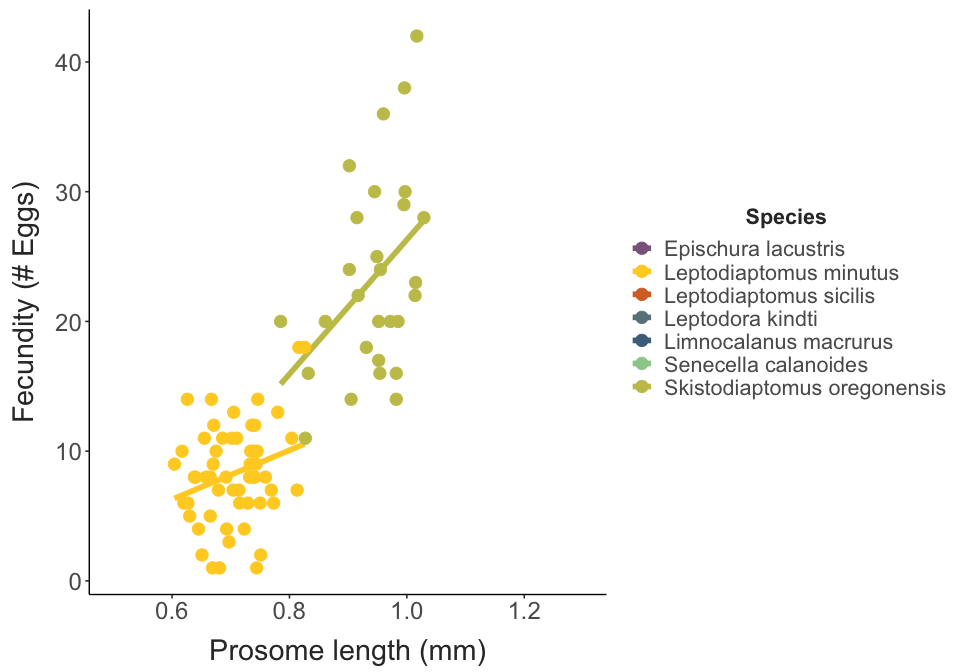 40
30
20
10
0
Fecundity (# Eggs)
0.6 0.8 1.0 1.2
Prosome length (mm)
Species
Epischura lacustris
Leptodiaptomus minutus
Leptodiaptomus sicilis
Leptodora kindti
Limnocalanus macrurus
Senecella calanoides
Skistodiaptomus oregonensis